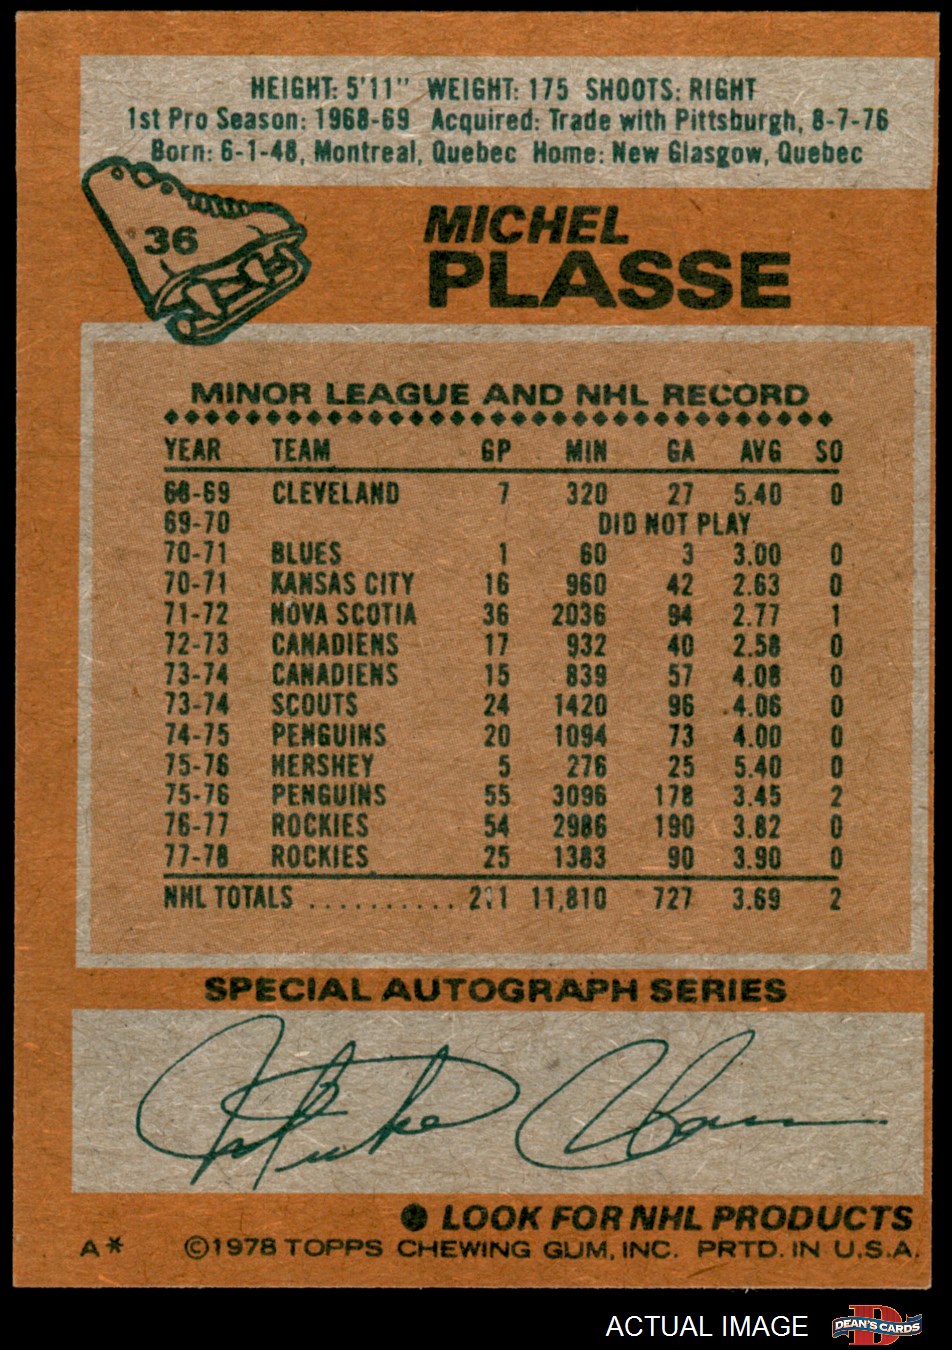 HEIGHT: 5'11" WEIGHT: 175 SHOOTS: RIGHT
1st Pro Season: 1968-69 Acquired: Trade with Pittsburgh, 8-7-76
Born: 6-1-48, Montreal, Quebec Home: New Glasgow, Quebec
36
MICHEL
PLASSE
MINOR LEAGUE AND NHL RECORD
YEAR TEAM GP MIN GA AVG SO
68-69 CLEVELAND 7 320 27 5.40 0
69-70 DID NOT PLAY
70-71 BLUES 1 60 3 3.00 0
70-71 KANSAS CITY 16 960 42 2.63 0
71-72 NOVA SCOTIA 36 2036 94 2.77 1
72-73 CANADIENS 17 932 40 2.58 0
73-74 CANADIENS 15 839 57 4.08 0
73-74 SCOUTS 24 1420 96 4.06 0
74-75 PENGUINS 20 1094 73 4.00 0
75-76 HERSHEY 5 276 25 5.40 0
75-76 PENGUINS 55 3096 178 3.45 2
76-77 ROCKIES 54 2986 190 3.82 0
77-78 ROCKIES 25 1383 90 3.90 0
NHL TOTALS .......... 11,810 727 3.69 2
SPECIAL AUTOGRAPH SERIES
LOOK FOR NHL PRODUCTS
A* ©1978 TOPPS CHEWING GUM, INC. PRTD. IN U.S.A.
ACTUAL IMAGE D DEAN'S CARDS